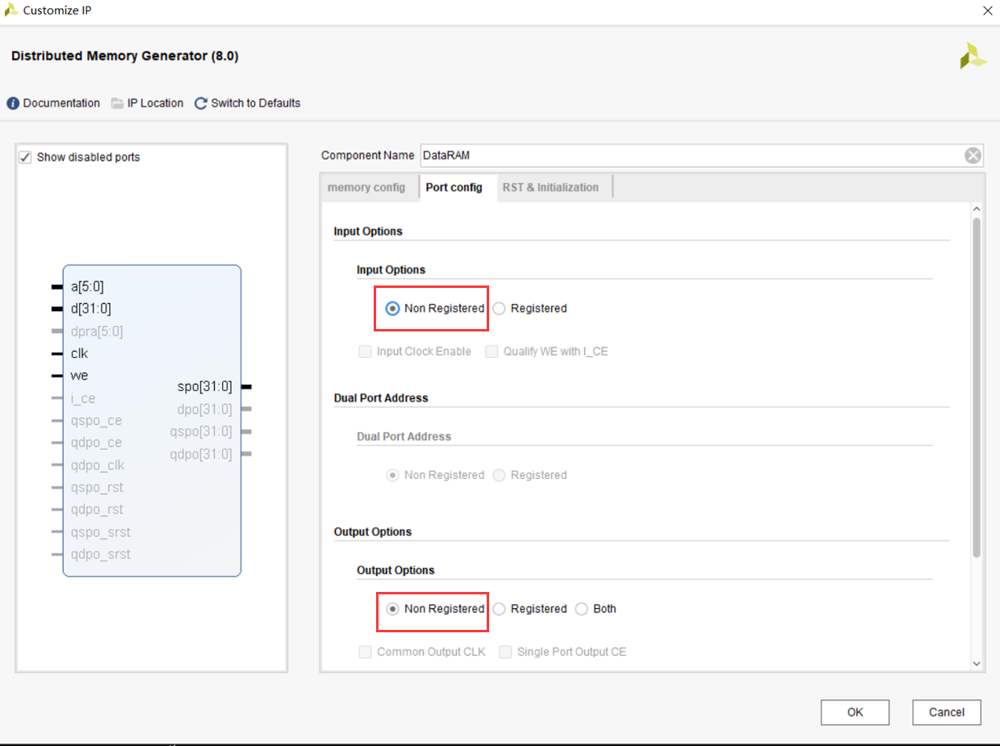 Customize IP
Distributed Memory Generator (8.0)
Documentation IP Location Switch to Defaults
Show disabled ports
a[5:0]
d[31:0]
dpra[5:0]
clk
we
i_ce
qspo_ce
qdpo_ce
qdpo_clk
qspo_rst
qdpo_rst
qspo_srst
qdpo_srst
spo[31:0]
dpo[31:0]
qspo[31:0]
qdpo[31:0]
Component Name DataRAM
memory config Port config RST & Initialization
Input Options
Input Options
Non Registered Registered
Input Clock Enable Qualify WE with I_CE
Dual Port Address
Dual Port Address
Non Registered Registered
Output Options
Output Options
Non Registered Registered Both
Common Output CLK Single Port Output CE
OK Cancel